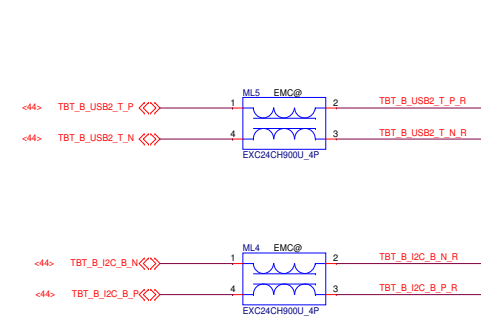 ML5 EMC@
<44> TBT_B_USB2_T_P 1 2 TBT_B_USB2_T_P_R
<44> TBT_B_USB2_T_N 4 3 TBT_B_USB2_T_N_R
EXC24CH900U_4P
ML4 EMC@
<44> TBT_B_I2C_B_N 1 2 TBT_B_I2C_B_N_R
<44> TBT_B_I2C_B_P 4 3 TBT_B_I2C_B_P_R
EXC24CH900U_4P